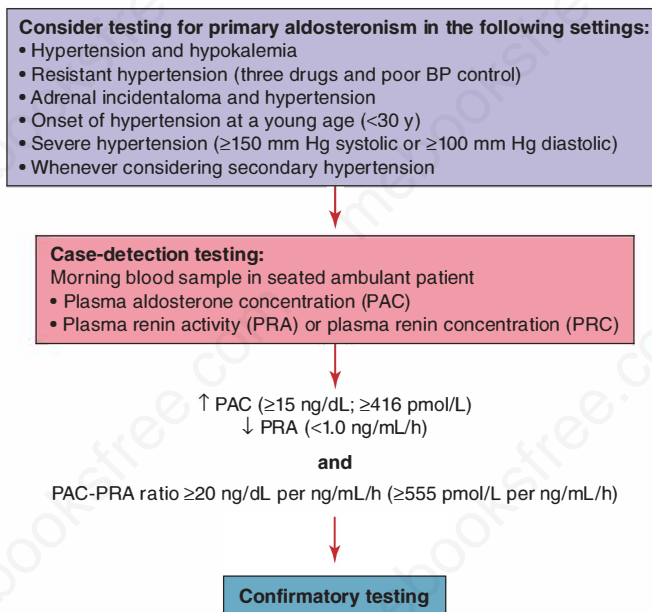 Consider testing for primary aldosteronism in the following settings:
• Hypertension and hypokalemia
• Resistant hypertension (three drugs and poor BP control)
• Adrenal incidentaloma and hypertension
• Onset of hypertension at a young age (<30 y)
• Severe hypertension (≥150 mm Hg systolic or ≥100 mm Hg diastolic)
• Whenever considering secondary hypertension
Case-detection testing:
Morning blood sample in seated ambulant patient
• Plasma aldosterone concentration (PAC)
• Plasma renin activity (PRA) or plasma renin concentration (PRC)
↑ PAC (≥15 ng/dL; ≥416 pmol/L)
↓ PRA (<1.0 ng/mL/h)
and
PAC-PRA ratio ≥20 ng/dL per ng/mL/h (≥555 pmol/L per ng/mL/h)
Confirmatory testing